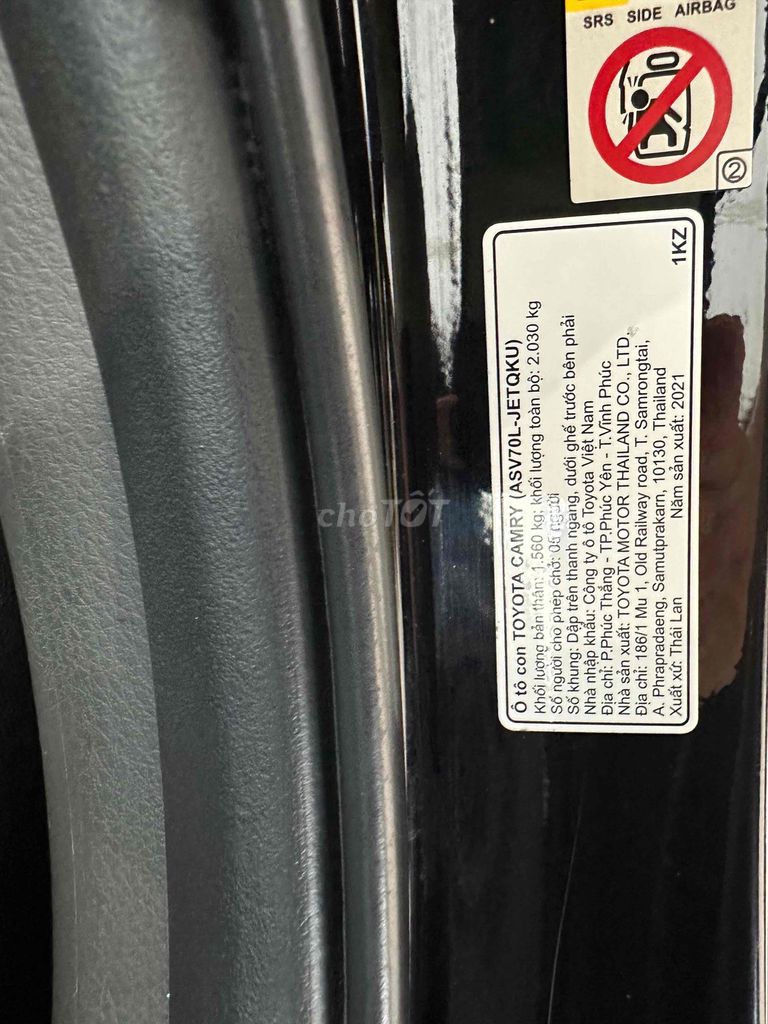 SRS SIDE AIRBAG
2
Ô tô con TOYOTA CAMRY (ASV70L-JETQKU)
Khối lượng bản thân: 1.560 kg; khối lượng toàn bộ: 2.030 kg
Số người cho phép chở: 05 người
Số khung: Dập trên thanh ngang, dưới ghế trước bên phải
Nhà nhập khẩu: Công ty ô tô Toyota Việt Nam
Địa chỉ: P.Phúc Thắng - TP.Phúc Yên - T.Vĩnh Phúc
Nhà sản xuất: TOYOTA MOTOR THAILAND CO., LTD.
Địa chỉ: 186/1 Mu 1, Old Railway road, T. Samrongtai,
A. Phrapradaeng, Samutprakarn, 10130, Thailand
Xuất xứ: Thái Lan Năm sản xuất: 2021 1KZ
choTỐT